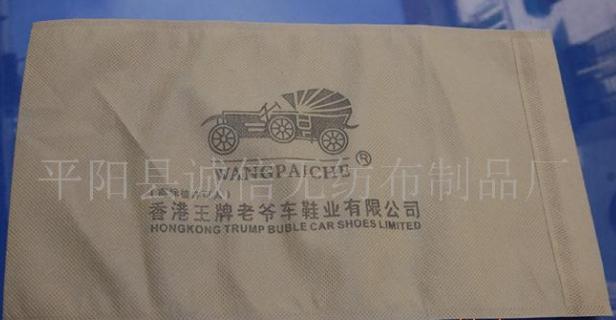 WANGPAICHE ®
平阳县诚信无纺布制品厂
香港王牌老爷车鞋业有限公司
HONGKONG TRUMP BUBLE CAR SHOES LIMITED